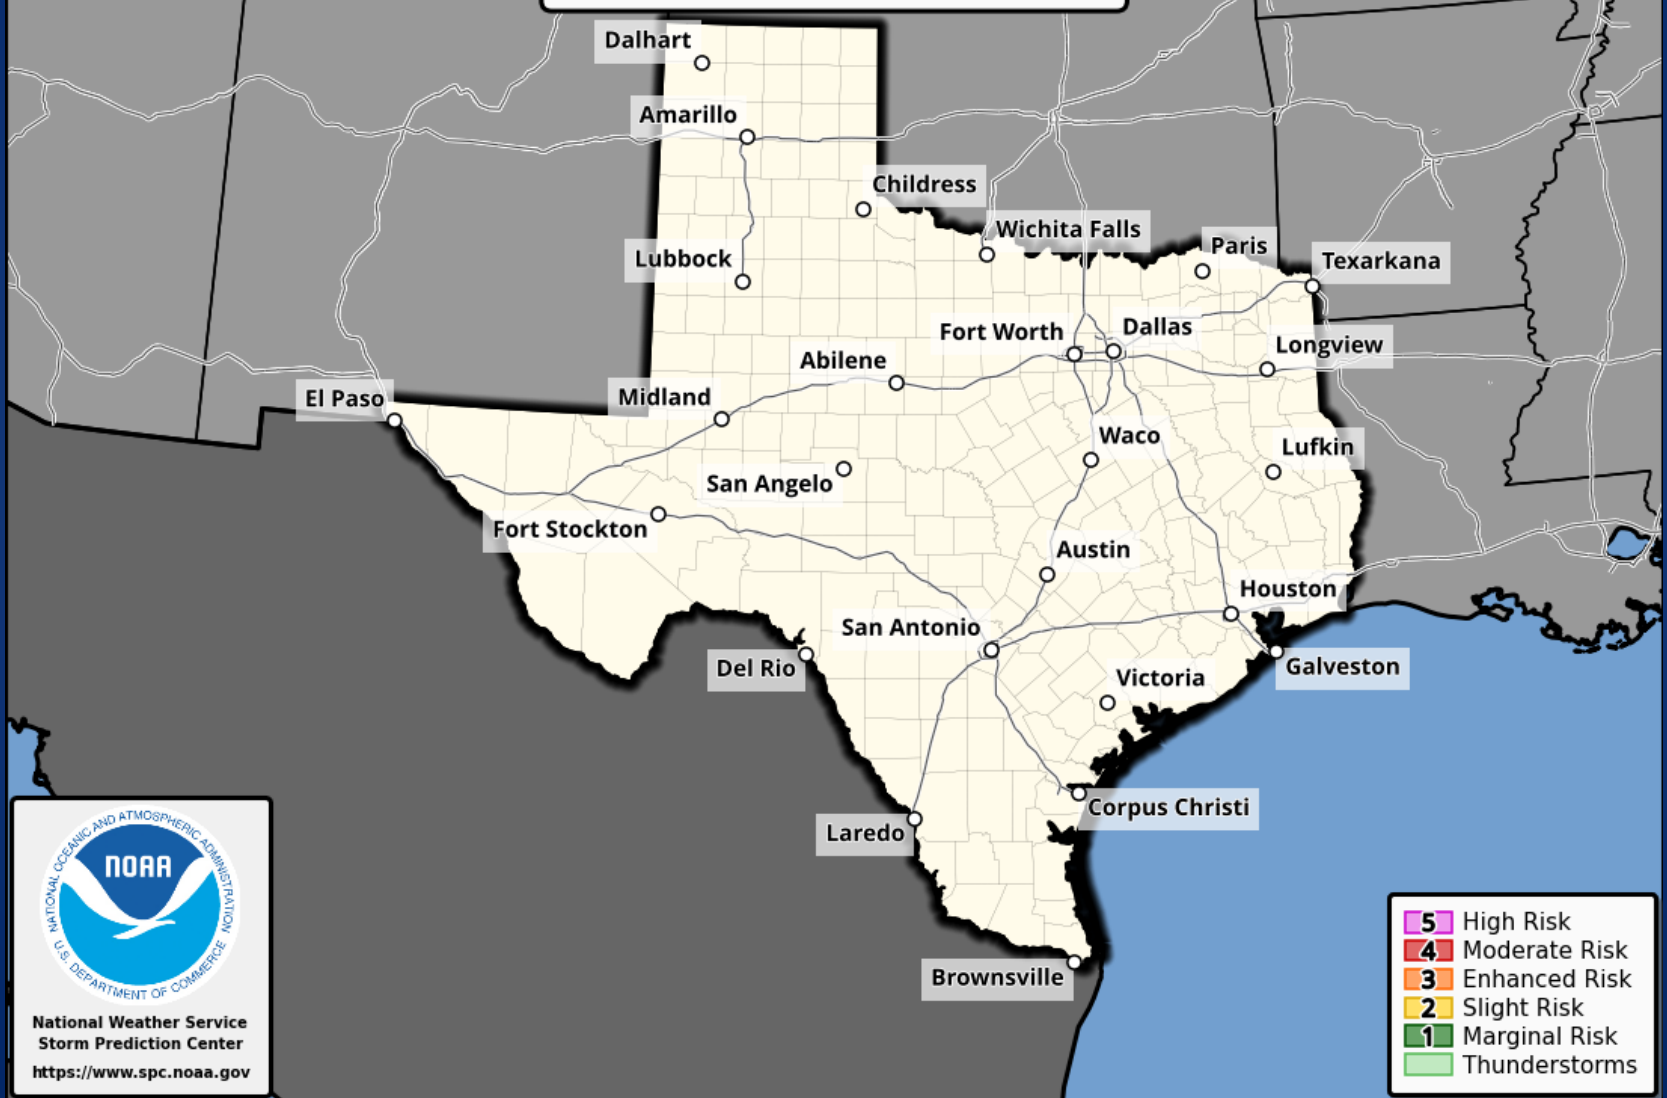 Dalhart
Amarillo
Childress
Wichita Falls
Paris
Lubbock
Texarkana
Fort Worth
Dallas
Longview
Abilene
El Paso
Midland
Waco
Lufkin
San Angelo
Fort Stockton
Austin
Houston
San Antonio
Del Rio
Galveston
Victoria
Corpus Christi
Laredo
Brownsville
NATIONAL OCEANIC AND ATMOSPHERIC ADMINISTRATION
NOAA
U.S. DEPARTMENT OF COMMERCE
National Weather Service
Storm Prediction Center
https://www.spc.noaa.gov
5 High Risk
4 Moderate Risk
3 Enhanced Risk
2 Slight Risk
1 Marginal Risk
Thunderstorms